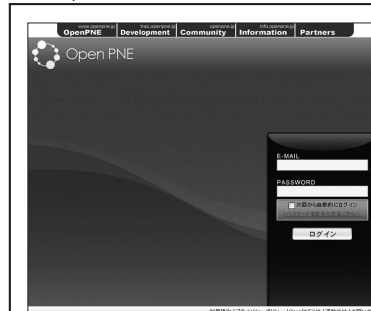 www.openpne.jp trac.openpne.jp openpne.jp info.openpne.jp
OpenPNE Development Community Information Partners
Open PNE
E-MAIL
PASSWORD
次回から自動的にログイン
ログイン